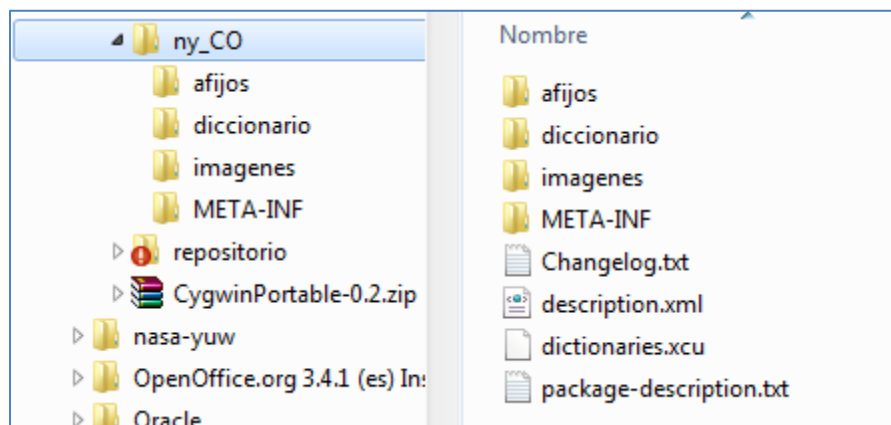 ny_CO
afijos
diccionario
imagenes
META-INF
repositorio
CygwinPortable-0.2.zip
nasa-yuw
OpenOffice.org 3.4.1 (es) Ins
Oracle
Nombre
afijos
diccionario
imagenes
META-INF
Changelog.txt
description.xml
dictionaries.xcu
package-description.txt